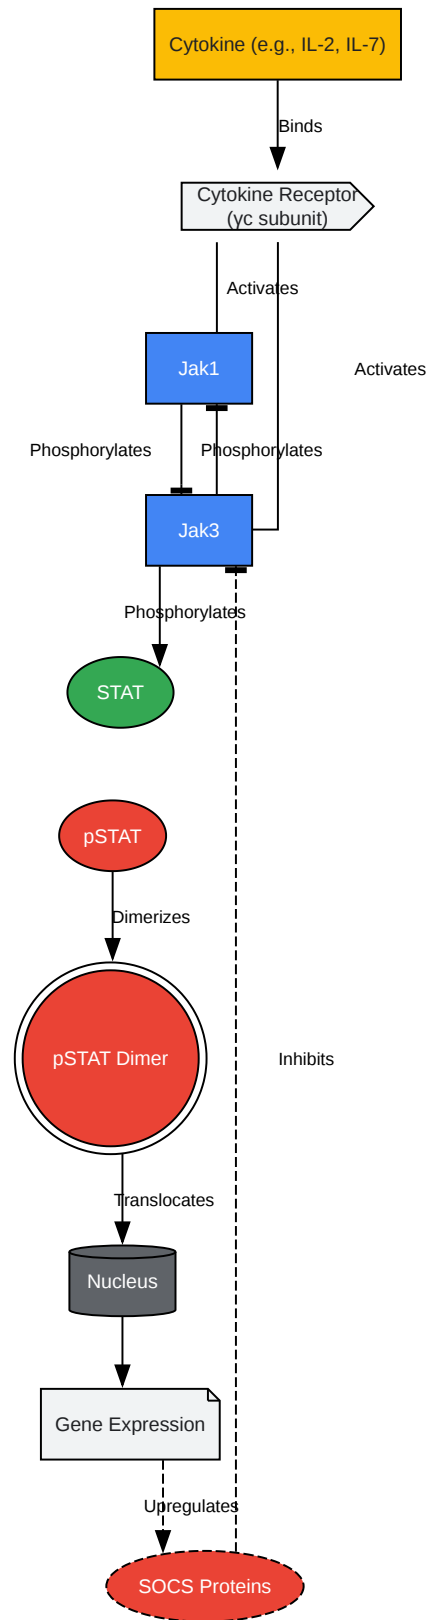 Cytokine (e.g., IL-2, IL-7)
Binds
Cytokine Receptor
(γc subunit)
Activates
Jak1
Activates
Phosphorylates
Phosphorylates
Jak3
Phosphorylates
STAT
pSTAT
Dimerizes
pSTAT Dimer
Inhibits
Translocates
Nucleus
Gene Expression
Upregulates
SOCS Proteins